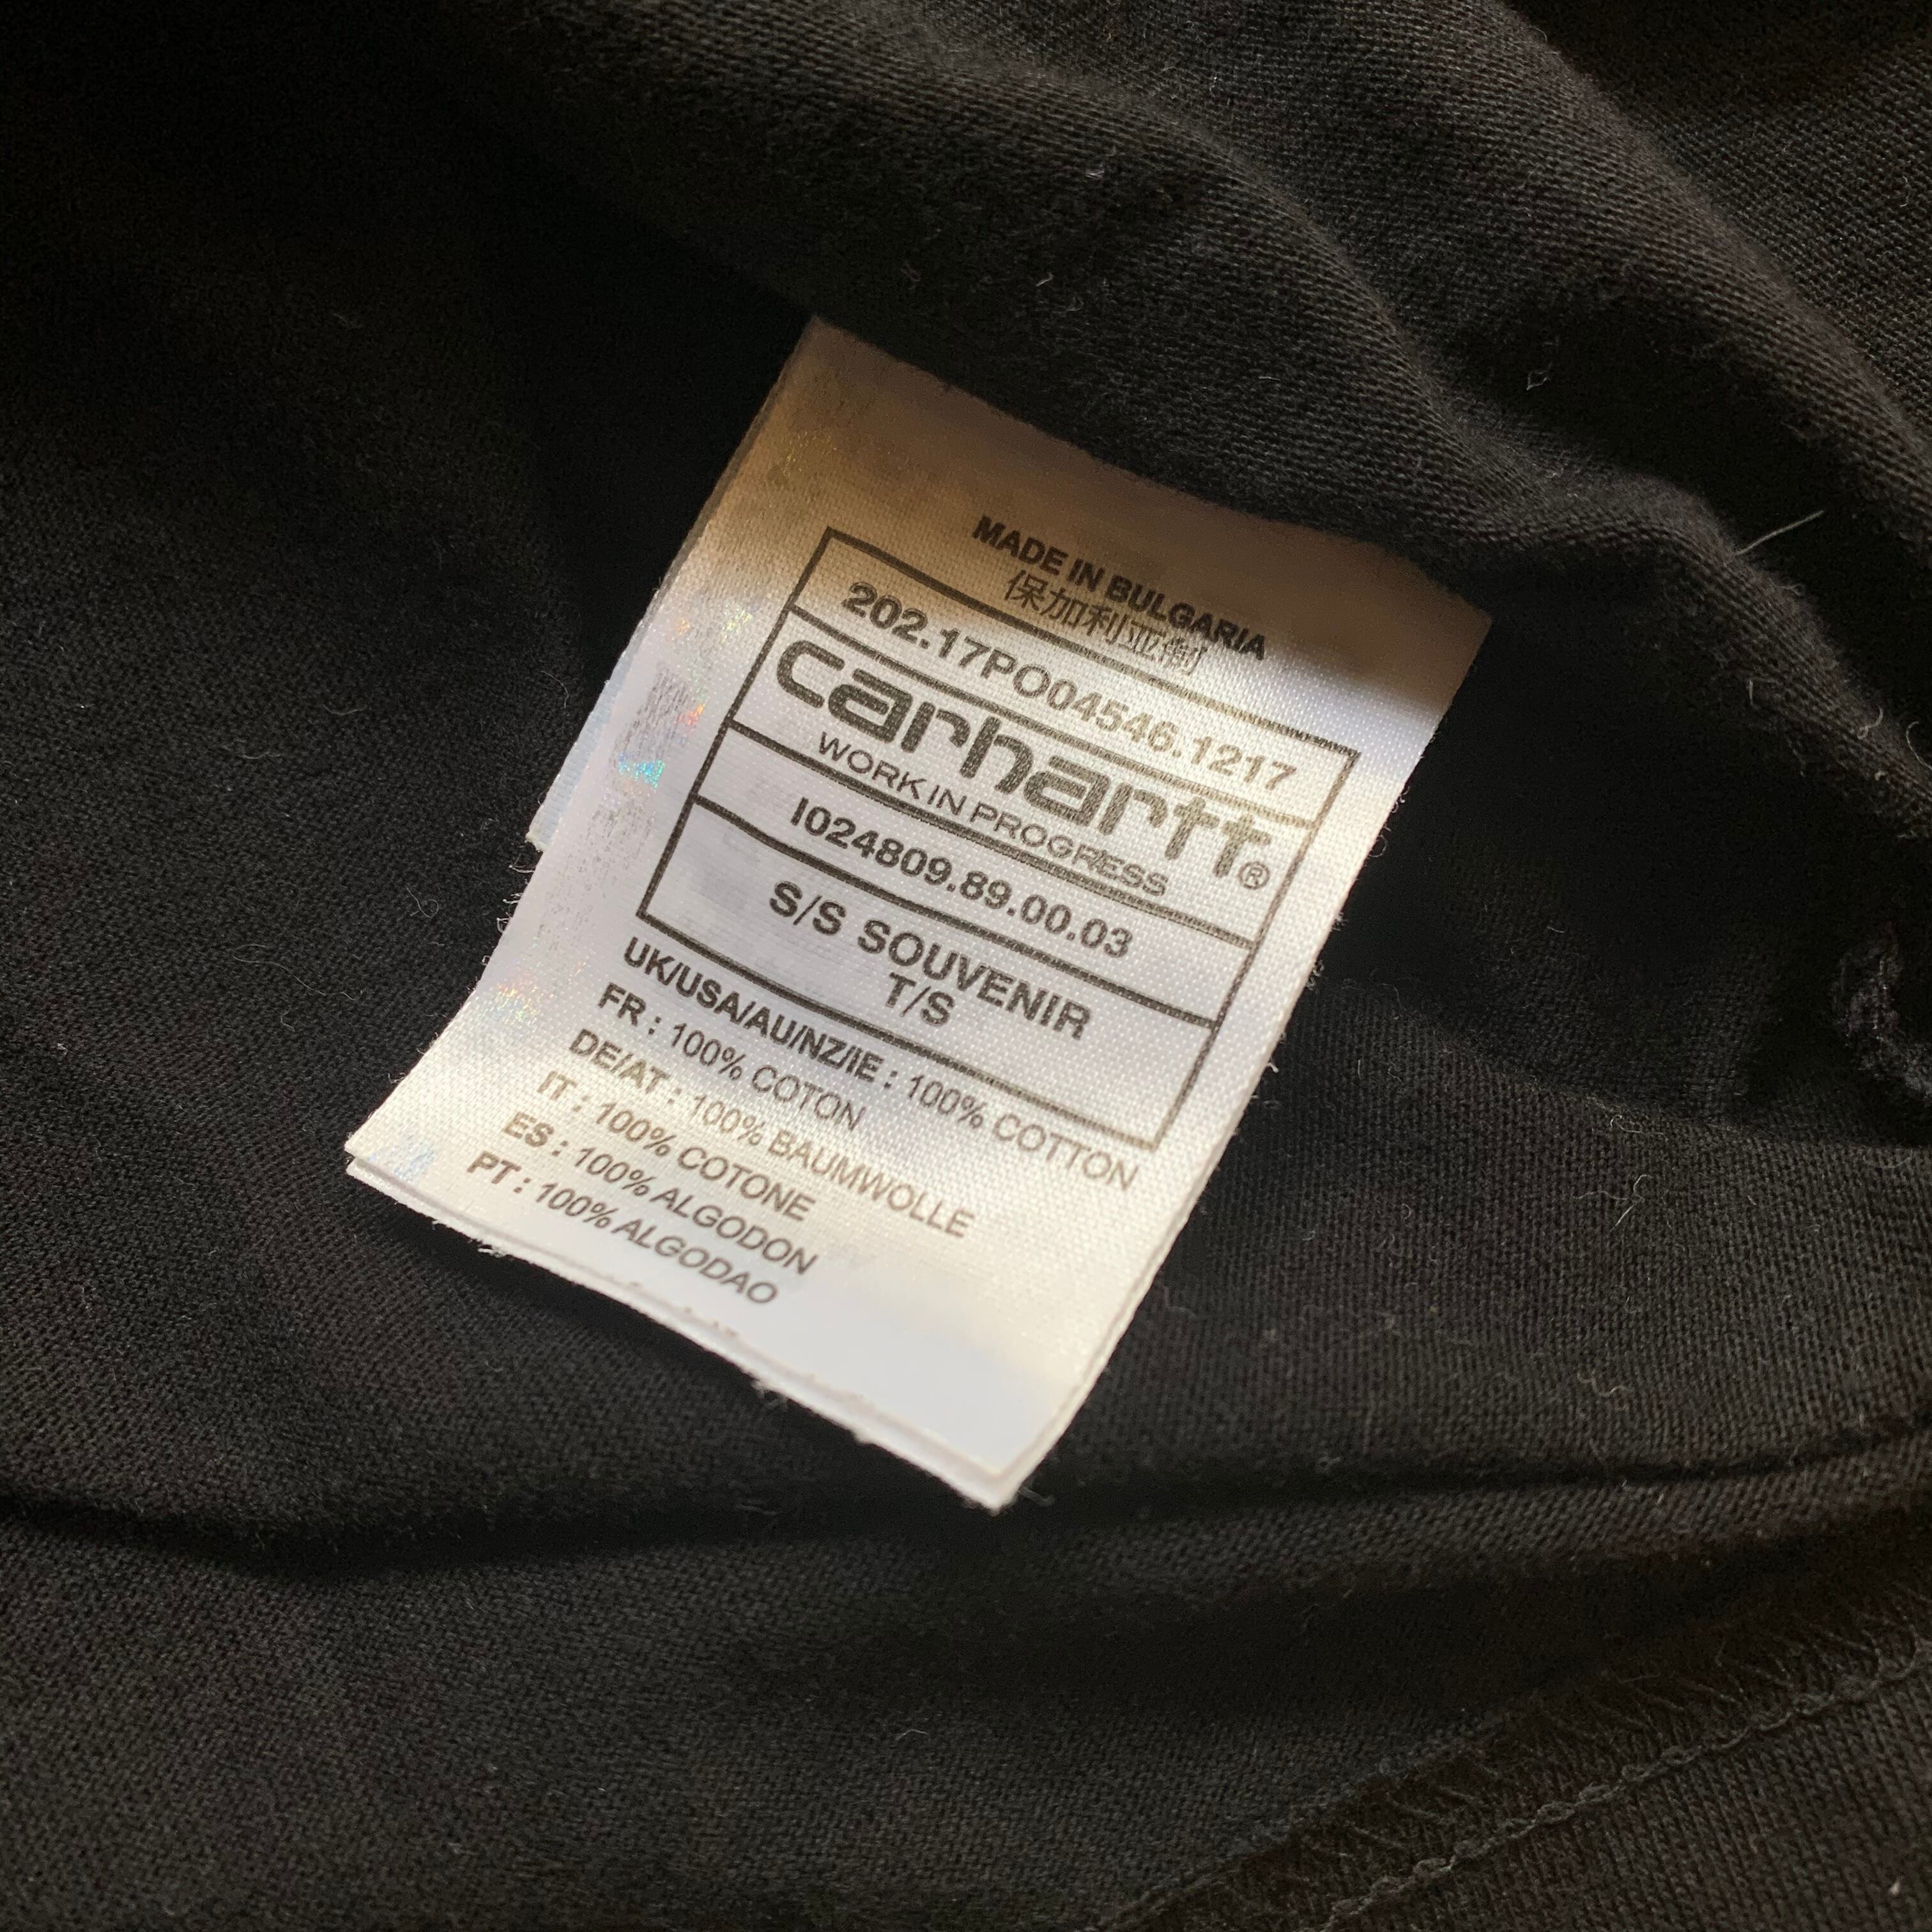 MADE IN BULGARIA
保加利亚制
202.17PO04546.1217
carhartt®
WORK IN PROGRESS
I024809.89.00.03
S/S SOUVENIR
T/S
UK/USA/AU/NZ/IE : 100% COTTON
FR : 100% COTON
DE/AT : 100% BAUMWOLLE
IT : 100% COTONE
ES : 100% ALGODON
PT : 100% ALGODAO